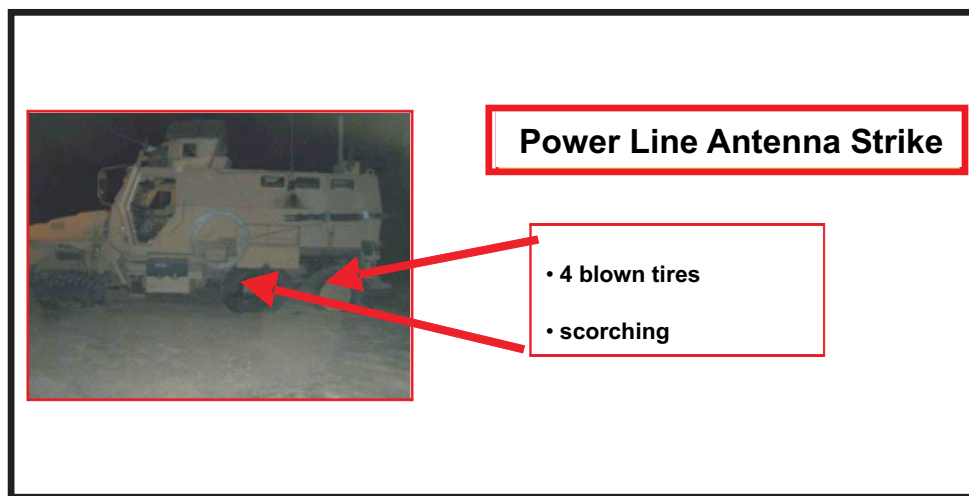 Power Line Antenna Strike
• 4 blown tires
• scorching